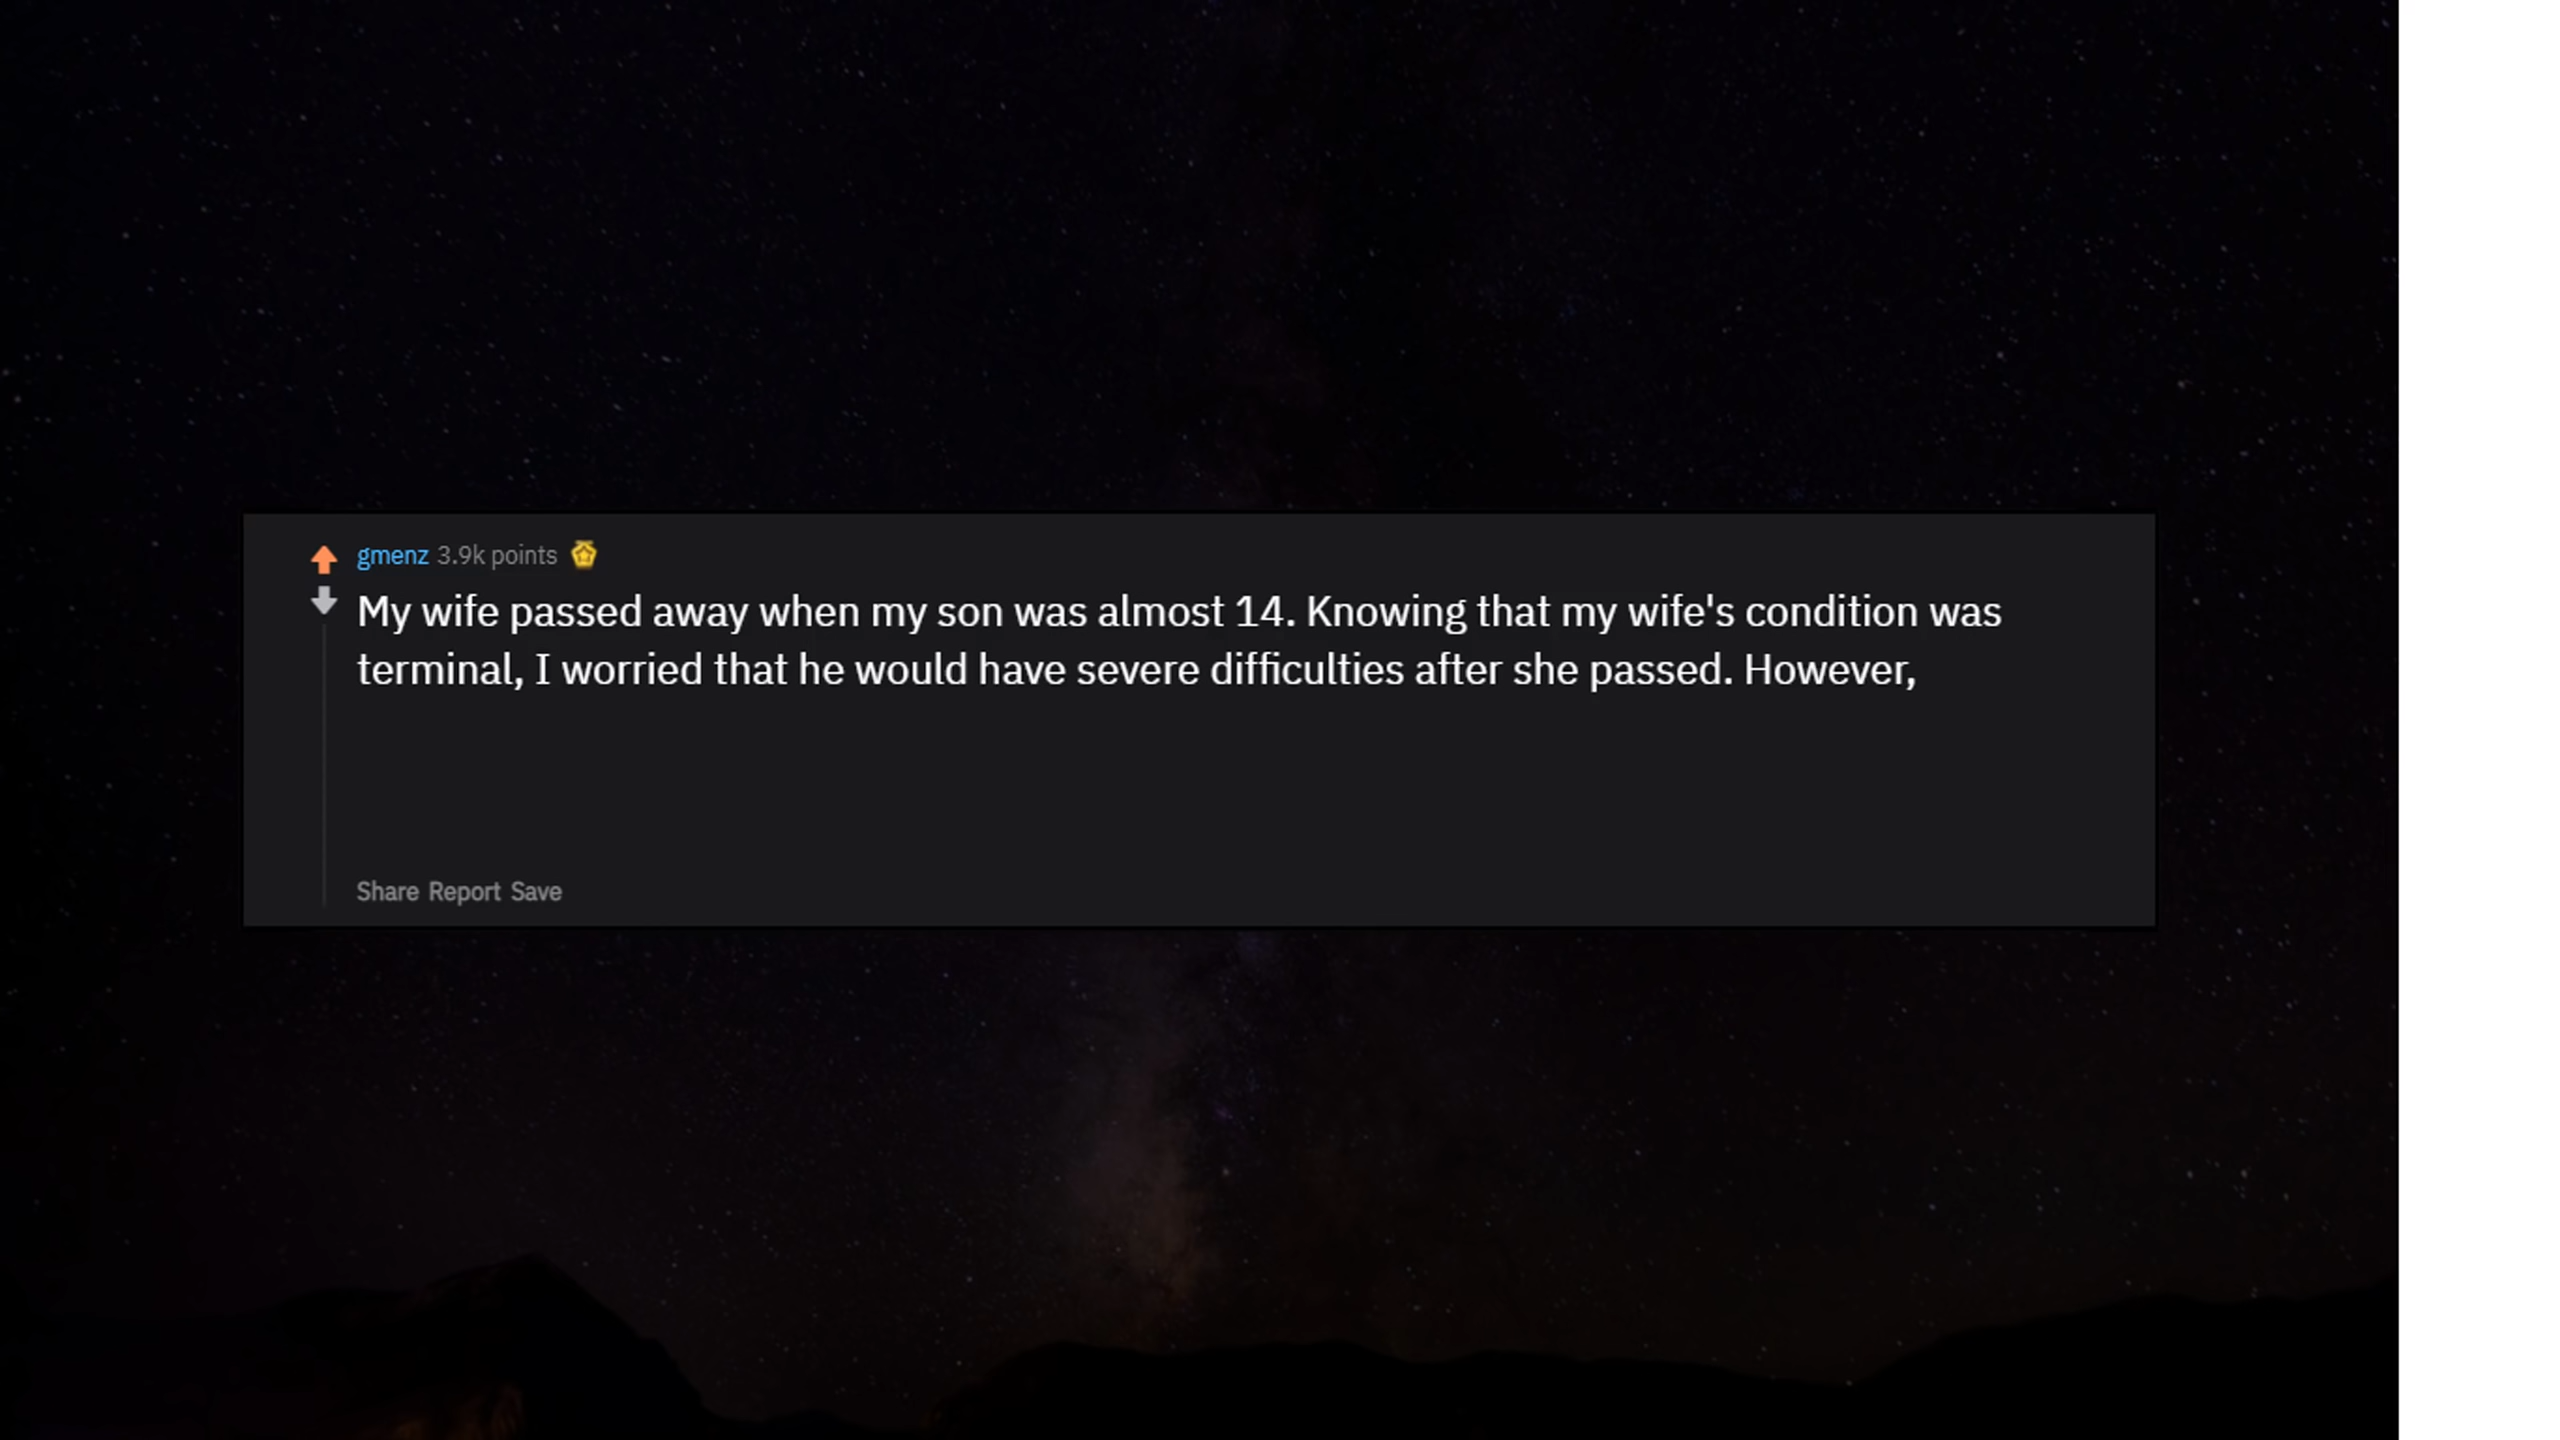 gmenz 3.9k points
My wife passed away when my son was almost 14. Knowing that my wife's condition was
terminal, I worried that he would have severe difficulties after she passed. However,
Share Report Save